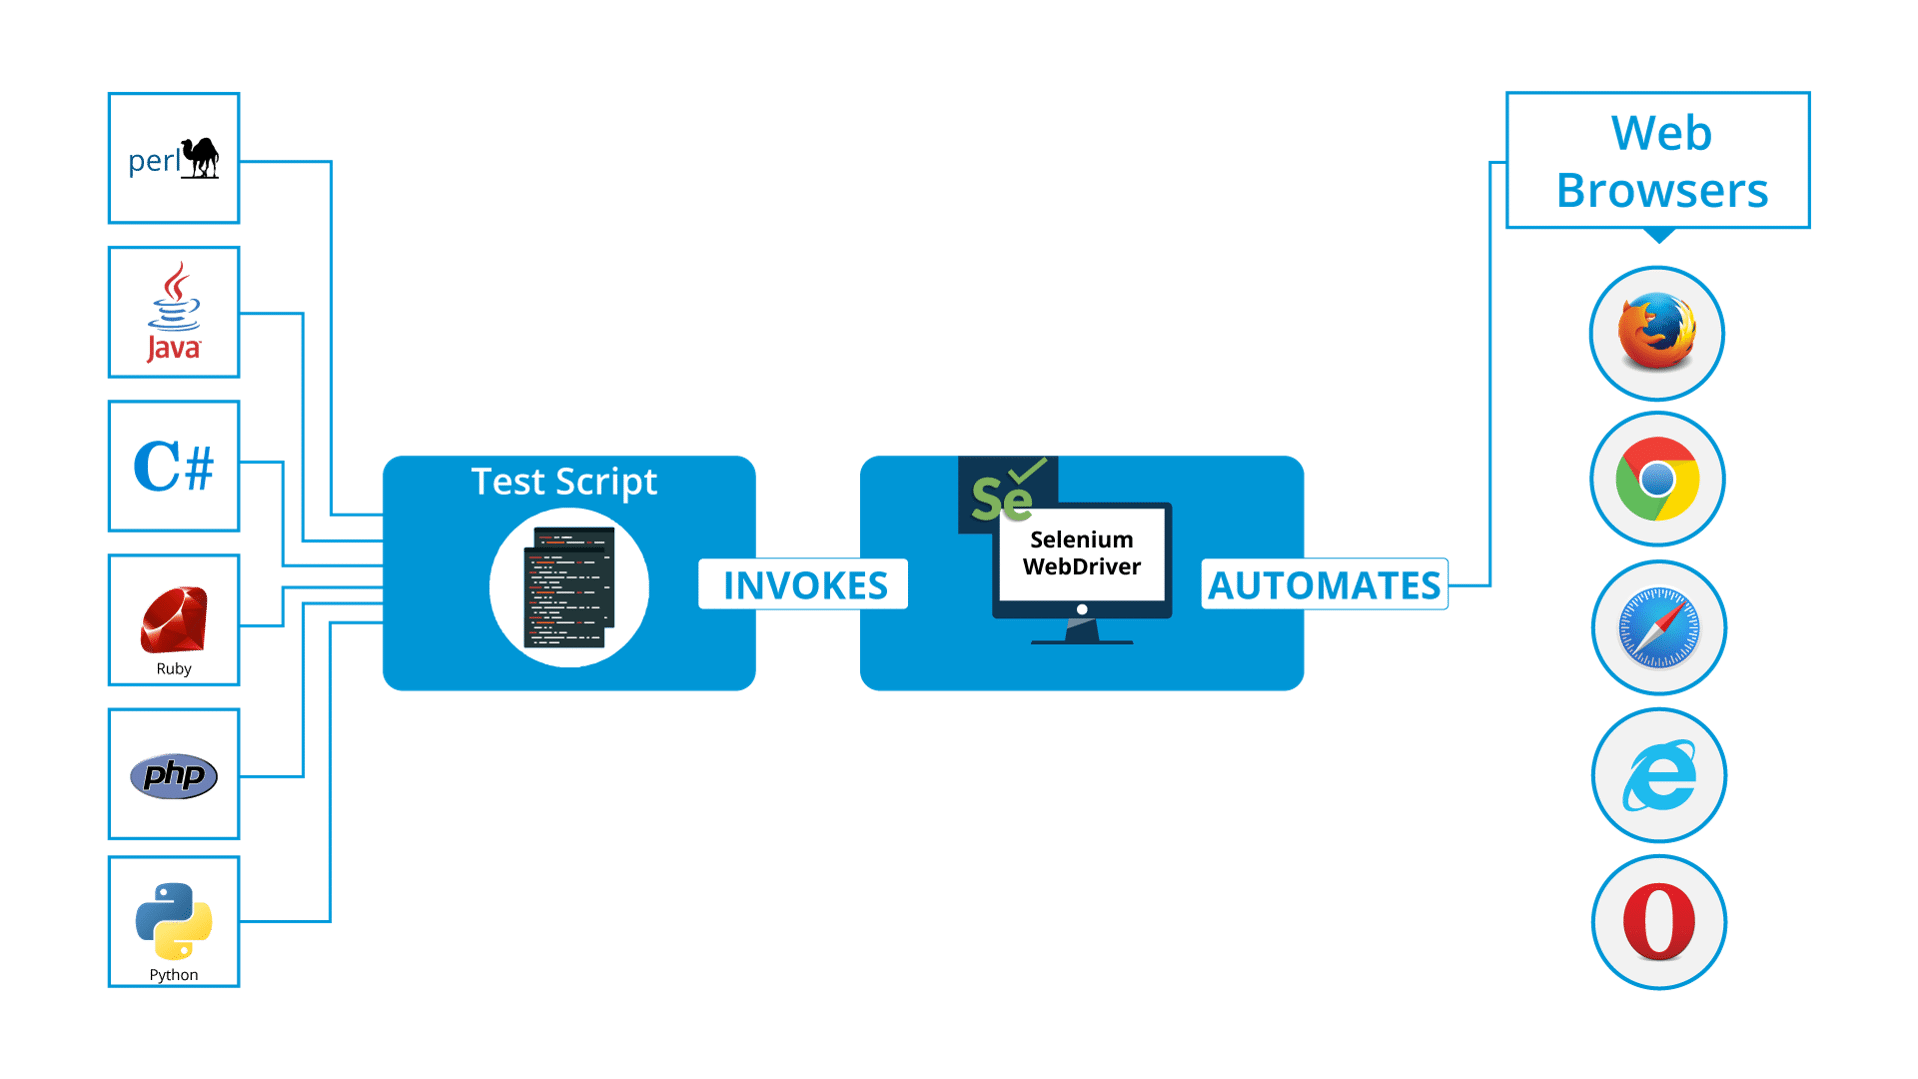 perl
Java
C#
Ruby
php
Python
Test Script
INVOKES
Se
Selenium
WebDriver
AUTOMATES
Web
Browsers